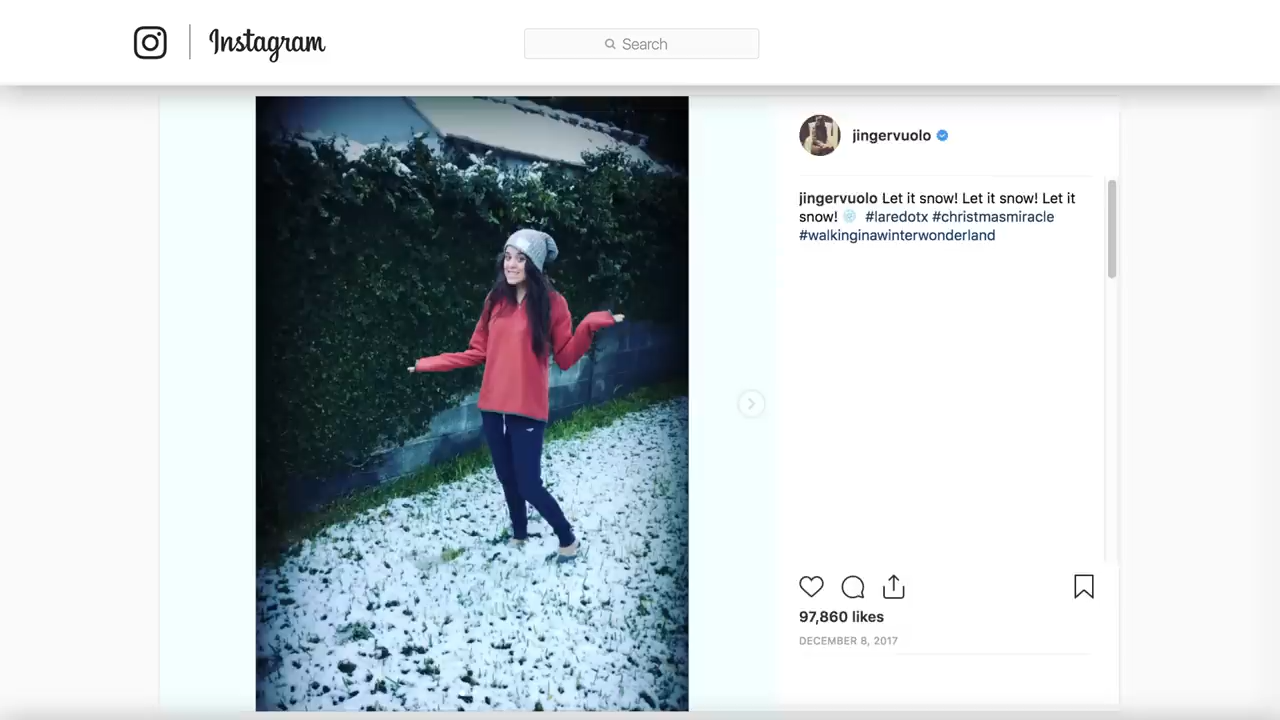 Instagram
Search
jingervuolo
jingervuolo Let it snow! Let it snow! Let it
snow! #laredotx #christmasmiracle
#walkinginawinterwonderland
97,860 likes
DECEMBER 8, 2017